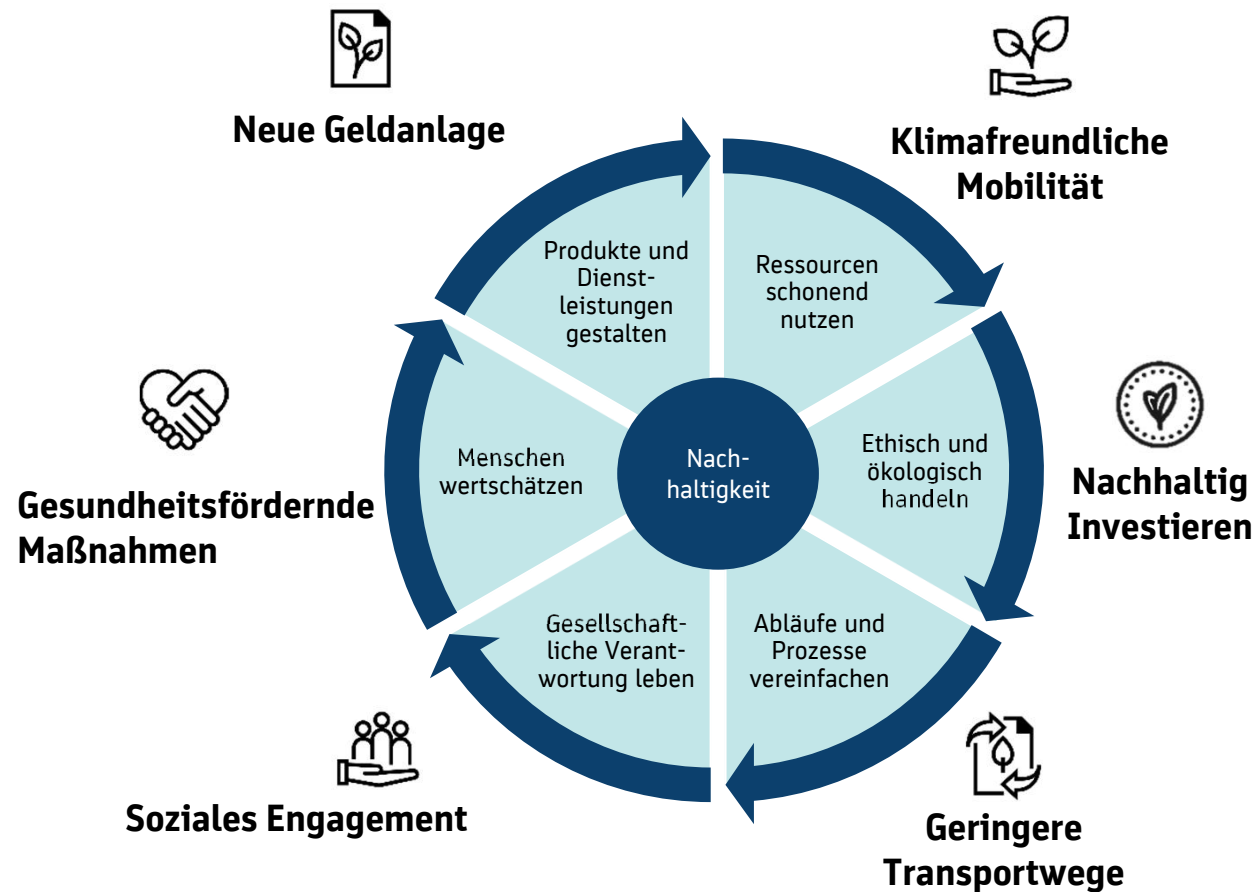 Neue Geldanlage
Klimafreundliche
Mobilität
Produkte und
Dienst-
leistungen
gestalten
Ressourcen
schonend
nutzen
Menschen
wertschätzen
Nach-
haltigkeit
Ethisch und
ökologisch
handeln
Gesundheitsfördernde
Maßnahmen
Nachhaltig
Investieren
Gesellschaft-
liche Verant-
wortung leben
Abläufe und
Prozesse
vereinfachen
Soziales Engagement
Geringere
Transportwege